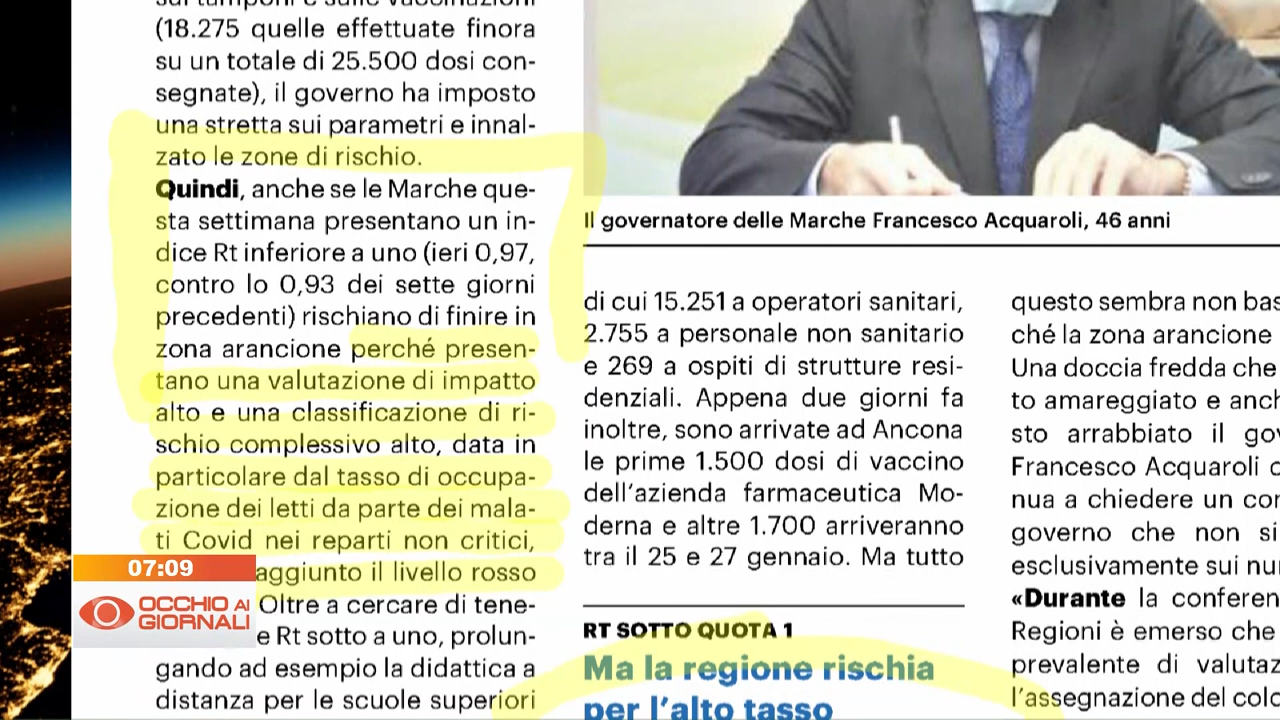 (18.275 quelle effettuate finora
su un totale di 25.500 dosi con-
segnate), il governo ha imposto
una stretta sui parametri e innal-
zato le zone di rischio.
Quindi, anche se le Marche que-
sta settimana presentano un in-
dice Rt inferiore a uno (ieri 0,97,
contro lo 0,93 dei sette giorni
precedenti) rischiano di finire in
zona arancione perché presen-
tano una valutazione di impatto
alto e una classificazione di ri-
schio complessivo alto, data in
particolare dal tasso di occupa-
zione dei letti da parte dei mala-
ti Covid nei reparti non critici,
aggiunto il livello rosso
Oltre a cercare di tene-
e Rt sotto a uno, prolun-
gando ad esempio la didattica a
distanza per le scuole superiori
Il governatore delle Marche Francesco Acquaroli, 46 anni
di cui 15.251 a operatori sanitari,
2.755 a personale non sanitario
e 269 a ospiti di strutture resi-
denziali. Appena due giorni fa
inoltre, sono arrivate ad Ancona
le prime 1.500 dosi di vaccino
dell'azienda farmaceutica Mo-
derna e altre 1.700 arriveranno
tra il 25 e 27 gennaio. Ma tutto
RT SOTTO QUOTA 1
Ma la regione rischia
per l'alto tasso
questo sembra non bas
ché la zona arancione
Una doccia fredda che
to amareggiato e anch
sto arrabbiato il gov
Francesco Acquaroli c
nua a chiedere un con
governo che non si
esclusivamente sui nu
«Durante la conferen
Regioni è emerso che
prevalente di valutaz
l'assegnazione del colo
07:09
OCCHIO AI
GIORNALI